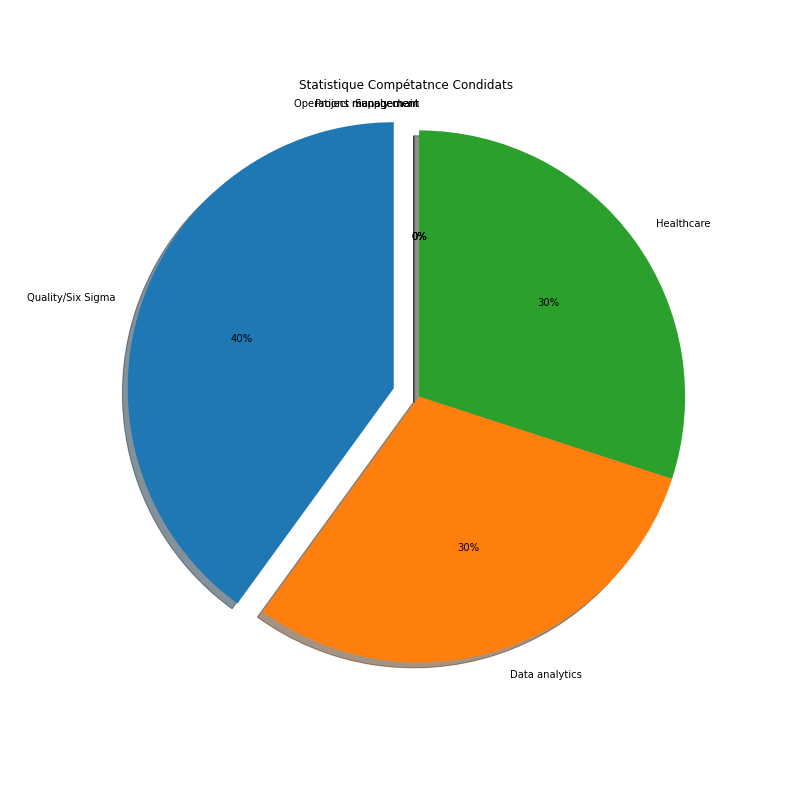 Statistique Compétatnce Condidats
Healthcare
0%
Quality/Six Sigma
30%
40%
30%
Data analytics